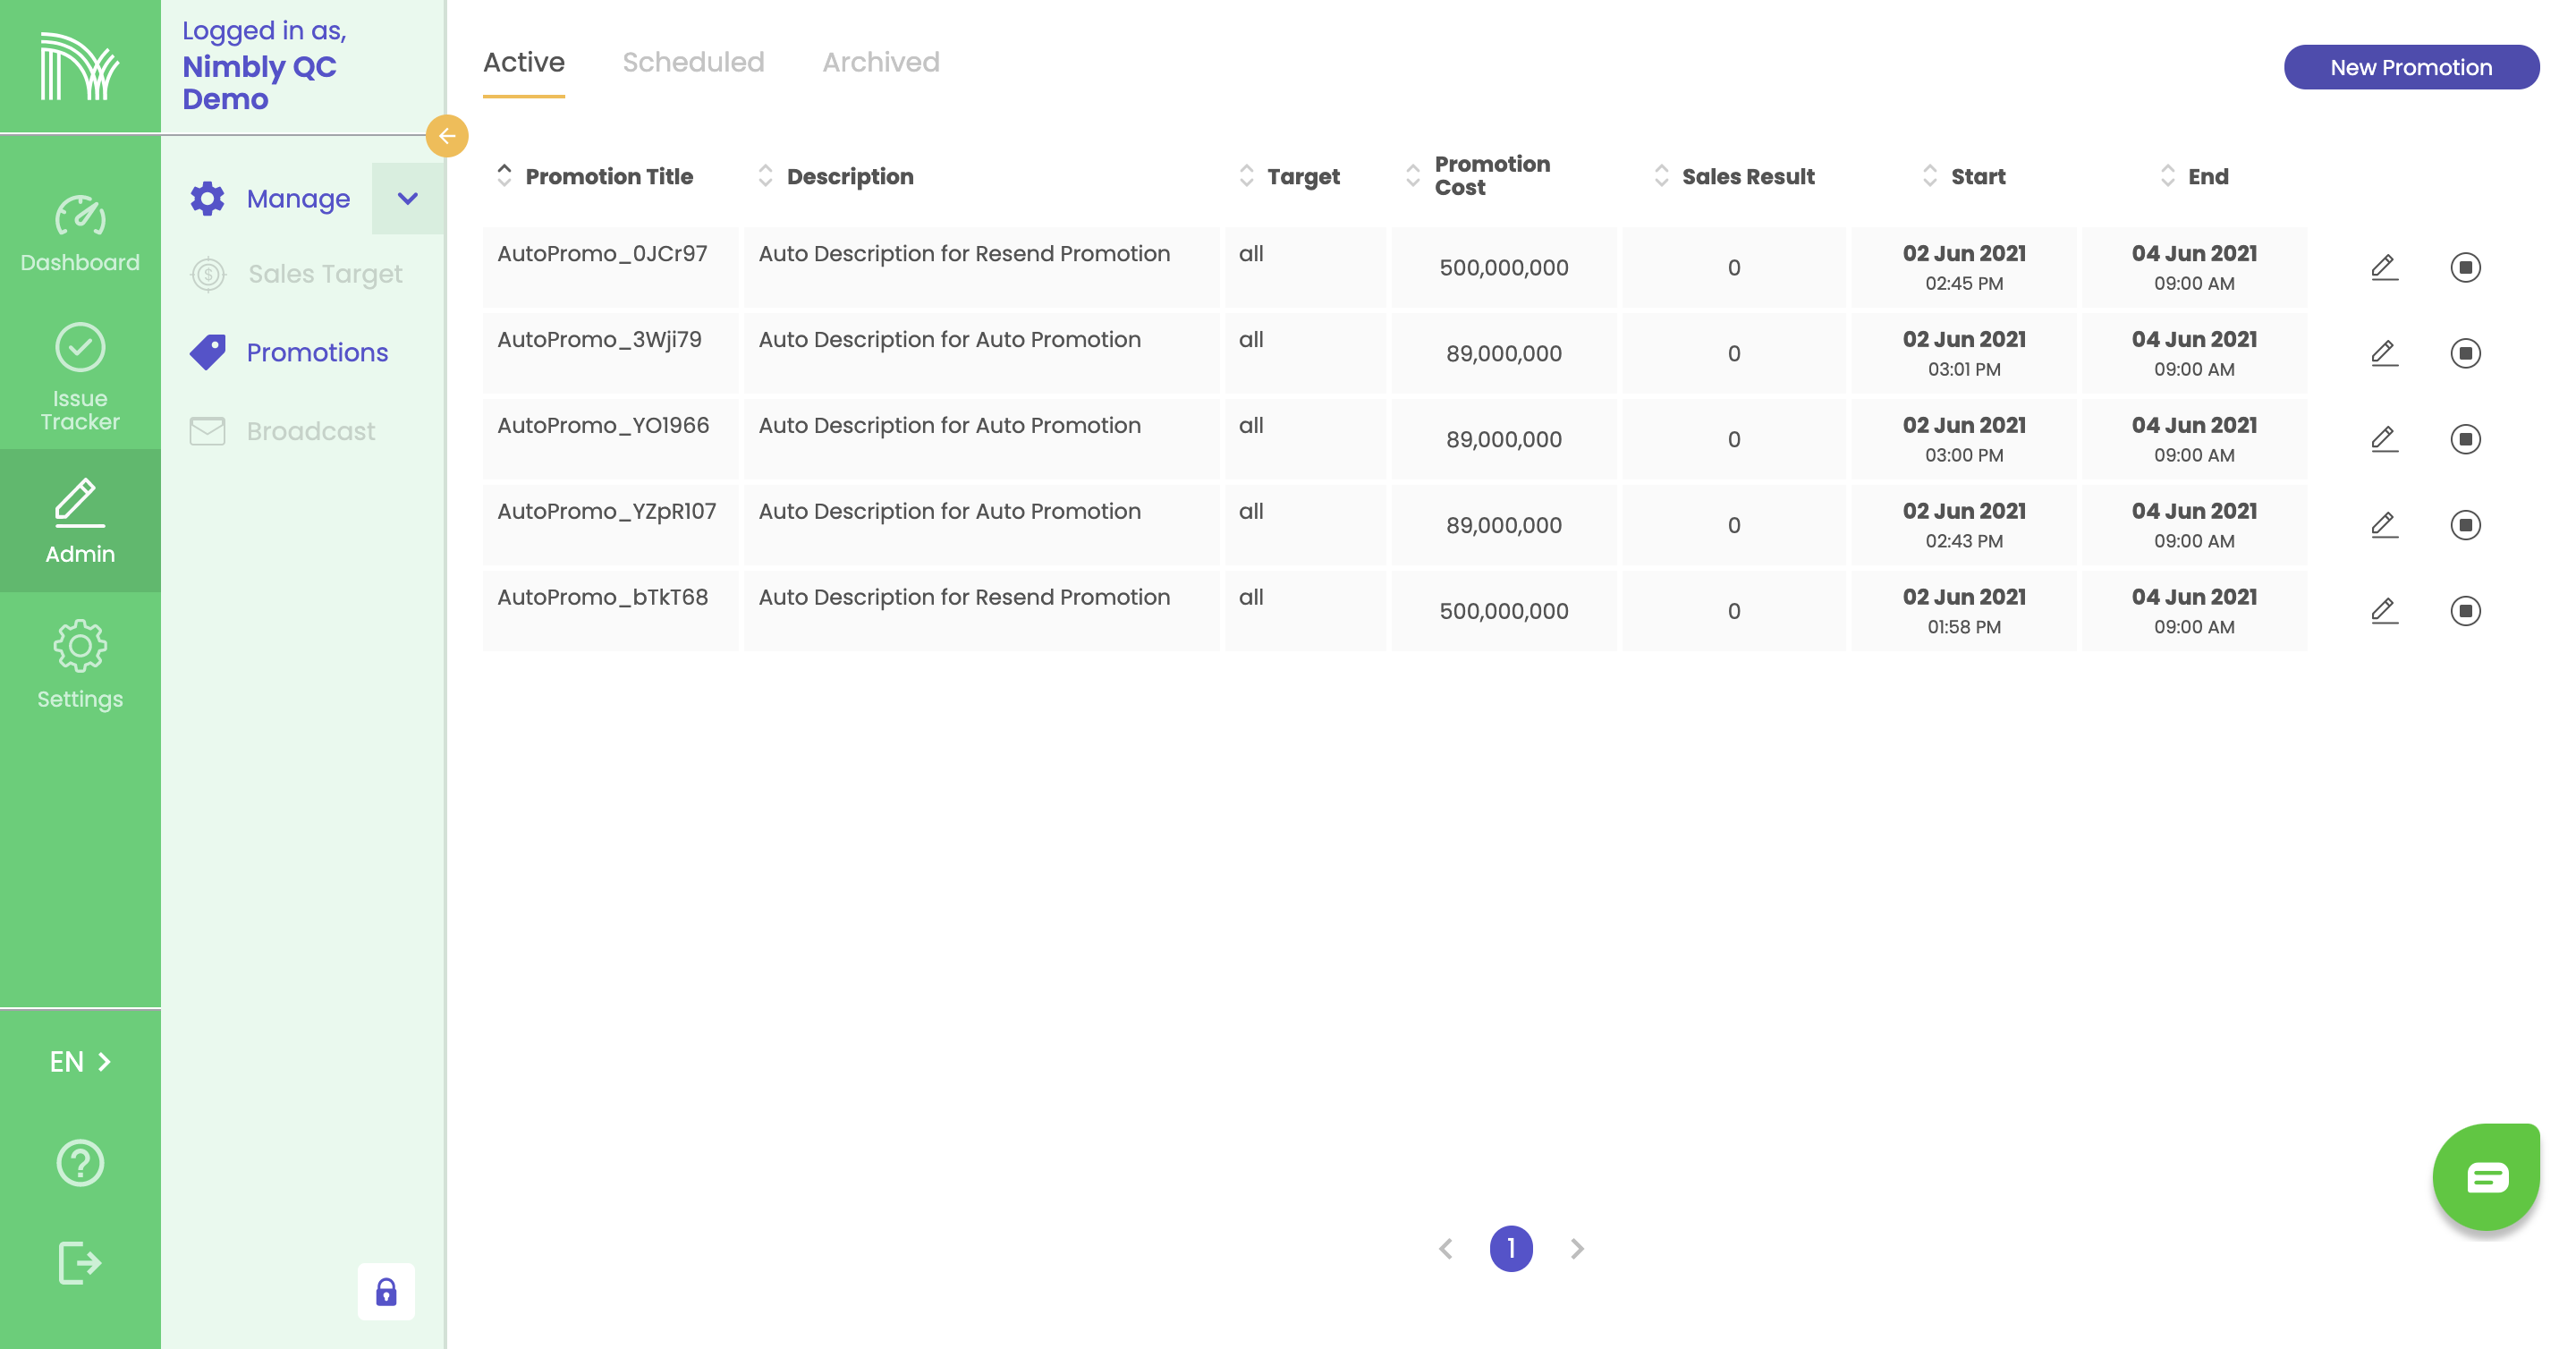 Logged in as,
Nimbly QC
Demo
Dashboard
Issue
Tracker
Admin
Settings
EN
Manage
Sales Target
Promotions
Broadcast
Active Scheduled Archived
New Promotion
Promotion Title Description Target Promotion Cost Sales Result Start End
AutoPromo_0JCr97 Auto Description for Resend Promotion all 500,000,000 0 02 Jun 2021 04 Jun 2021
02:45 PM 09:00 AM
AutoPromo_3Wji79 Auto Description for Auto Promotion all 89,000,000 0 02 Jun 2021 04 Jun 2021
03:01 PM 09:00 AM
AutoPromo_YO1966 Auto Description for Auto Promotion all 89,000,000 0 02 Jun 2021 04 Jun 2021
03:00 PM 09:00 AM
AutoPromo_YZpR107 Auto Description for Auto Promotion all 89,000,000 0 02 Jun 2021 04 Jun 2021
02:43 PM 09:00 AM
AutoPromo_bTkT68 Auto Description for Resend Promotion all 500,000,000 0 02 Jun 2021 04 Jun 2021
01:58 PM 09:00 AM
1